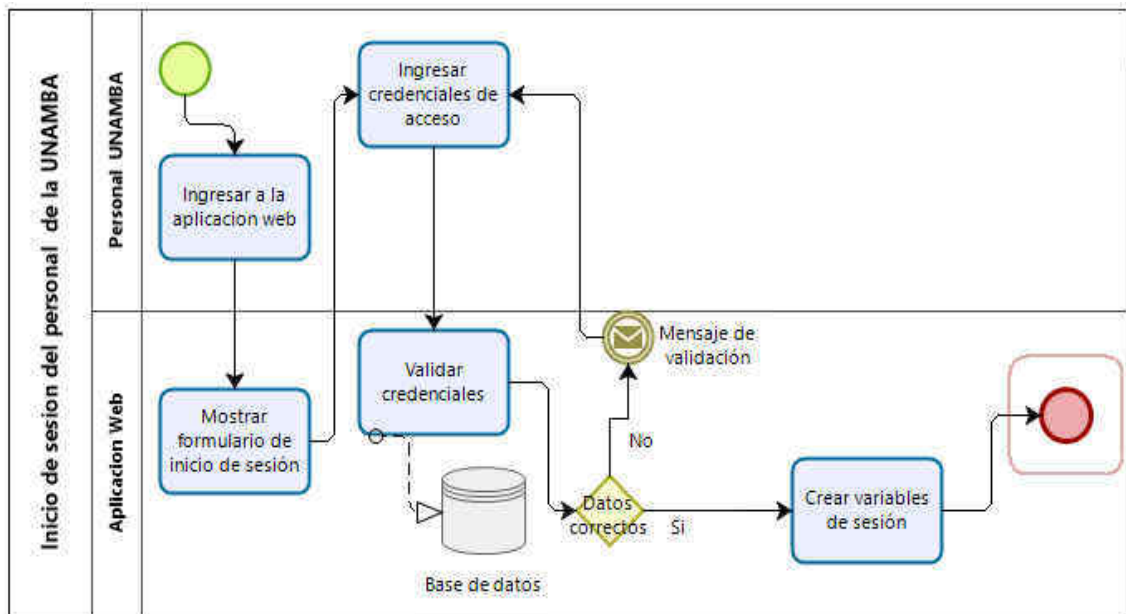 Inicio de sesion del personal de la UNAMBA
Personal UNAMBA
Ingresar a la
aplicacion web
Ingresar
credenciales de
acceso
Aplicacion Web
Mostrar
formulario de
inicio de sesión
Validar
credenciales
Base de datos
Mensaje de
validación
No
Datos
correctos
Si
Crear variables
de sesión